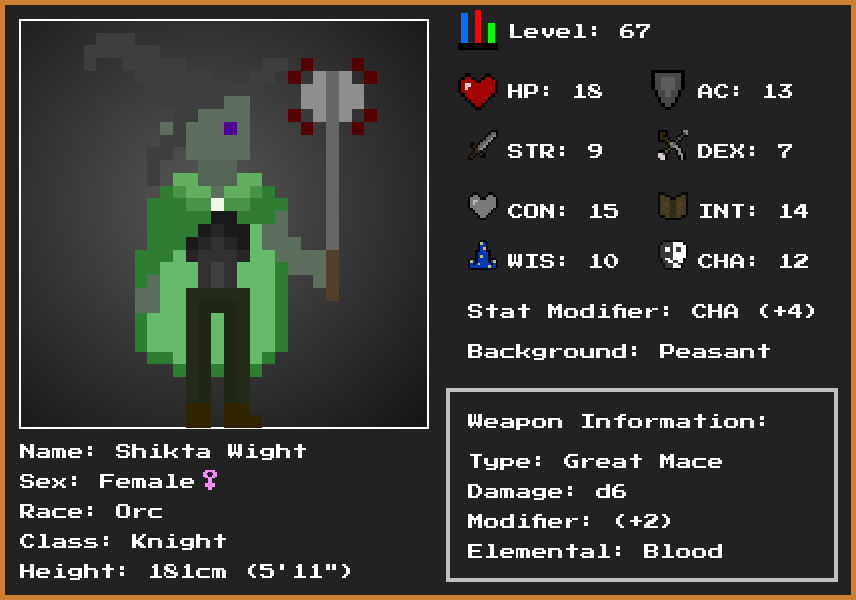 Level: 67
HP: 18 AC: 13
STR: 9 DEX: 7
CON: 15 INT: 14
WIS: 10 CHA: 12
Stat Modifier: CHA (+4)
Background: Peasant
Weapon Information:
Type: Great Mace
Damage: d6
Modifier: (+2)
Elemental: Blood
Name: Shikta Wight
Sex: Female♀
Race: Orc
Class: Knight
Height: 181cm (5'11")